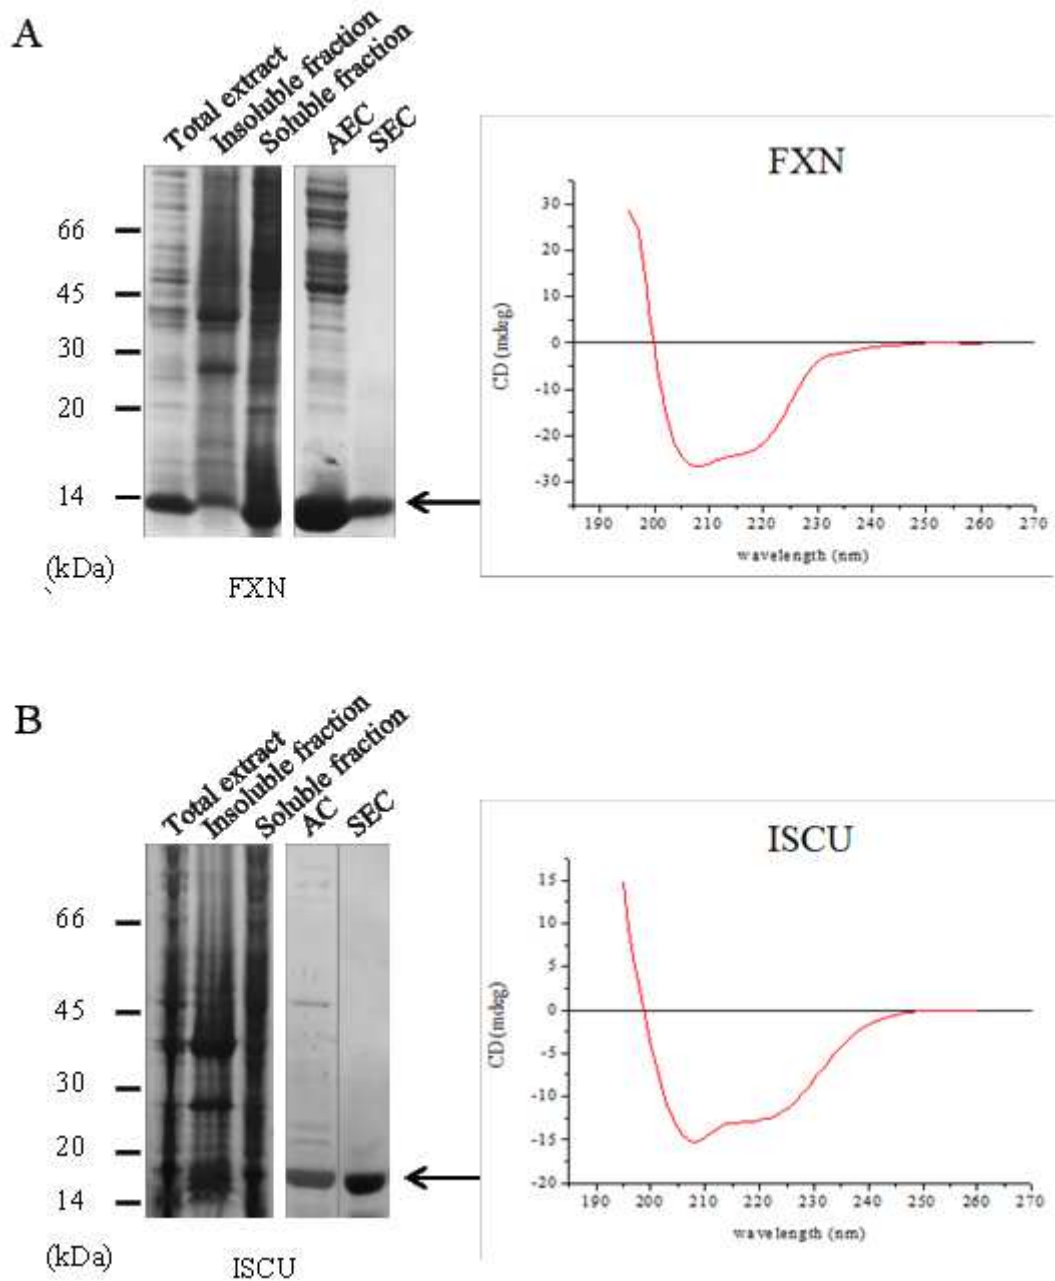 A
Total extract
Insoluble fraction
Soluble fraction
AEC
SEC
66
45
30
20
14
(kDa)
FXN
FXN
CD (mdeg)
30
20
10
0
-10
-20
-30
190 200 210 220 230 240 250 260 270
wavelength (nm)
B
Total extract
Insoluble fraction
Soluble fraction
AC
SEC
66
45
30
20
14
(kDa)
ISCU
ISCU
CD (mdeg)
15
10
5
0
-5
-10
-15
-20
190 200 210 220 230 240 250 260 270
wavelength (nm)